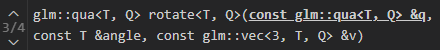 3/4
glm::qua<T, Q> rotate<T, Q>(const glm::qua<T, Q> &q,
const T &angle, const glm::vec<3, T, Q> &v)